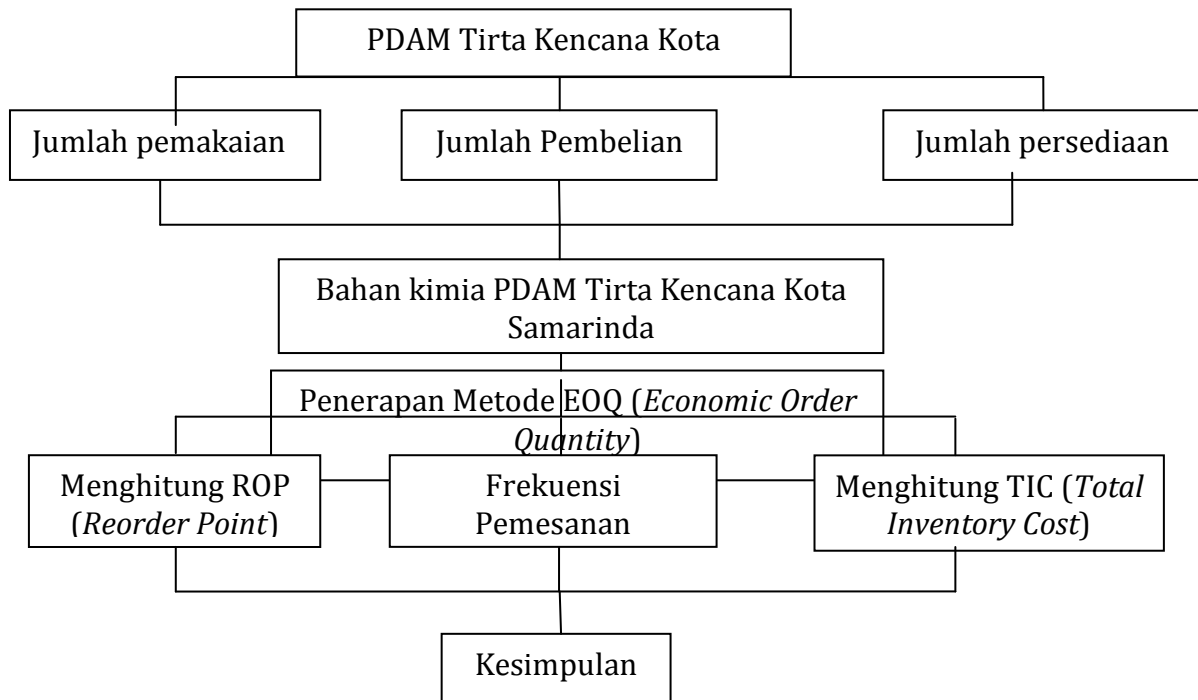 PDAM Tirta Kencana Kota
Jumlah pemakaian
Jumlah Pembelian
Jumlah persediaan
Bahan kimia PDAM Tirta Kencana Kota
Samarinda
Penerapan Metode EOQ (Economic Order
Quantity)
Menghitung ROP
(Reorder Point)
Frekuensi
Pemesanan
Menghitung TIC (Total
Inventory Cost)
Kesimpulan